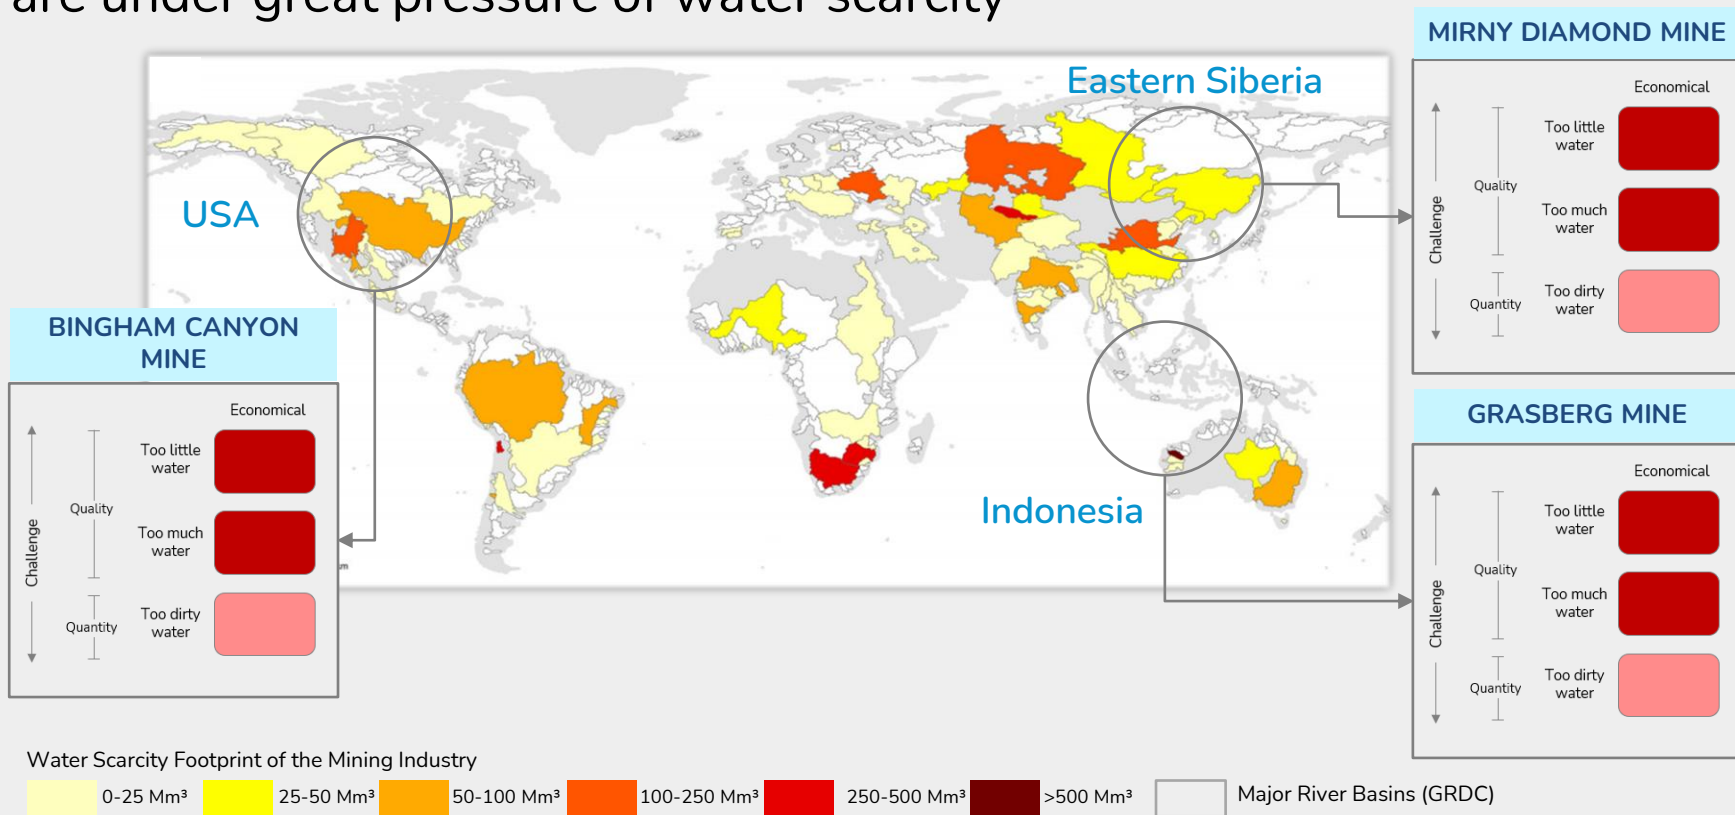 are under great pressure of water scarcity
MIRNY DIAMOND MINE
Economical
Too little
water
Too much
water
Too dirty
water
Quality
Quantity
Challenge
Eastern Siberia
USA
Indonesia
BINGHAM CANYON
MINE
Economical
Too little
water
Too much
water
Too dirty
water
Quality
Quantity
Challenge
GRASBERG MINE
Economical
Too little
water
Too much
water
Too dirty
water
Quality
Quantity
Challenge
Water Scarcity Footprint of the Mining Industry
0-25 Mm³
25-50 Mm³
50-100 Mm³
100-250 Mm³
250-500 Mm³
>500 Mm³
Major River Basins (GRDC)